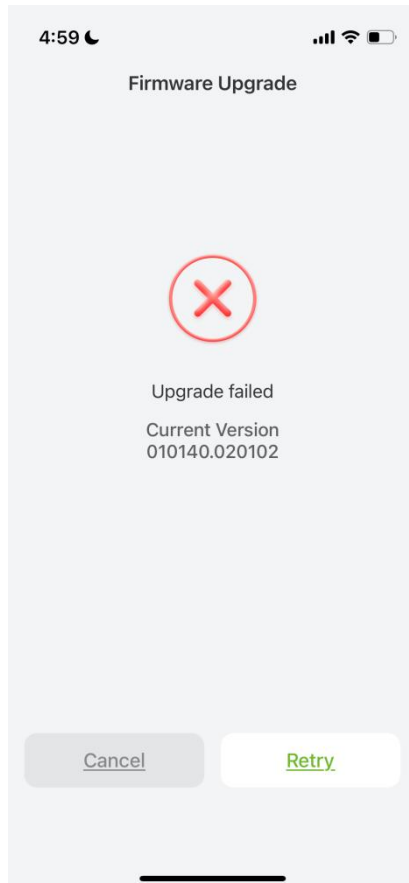 4:59
Firmware Upgrade
Upgrade failed
Current Version
010140.020102
Cancel
Retry